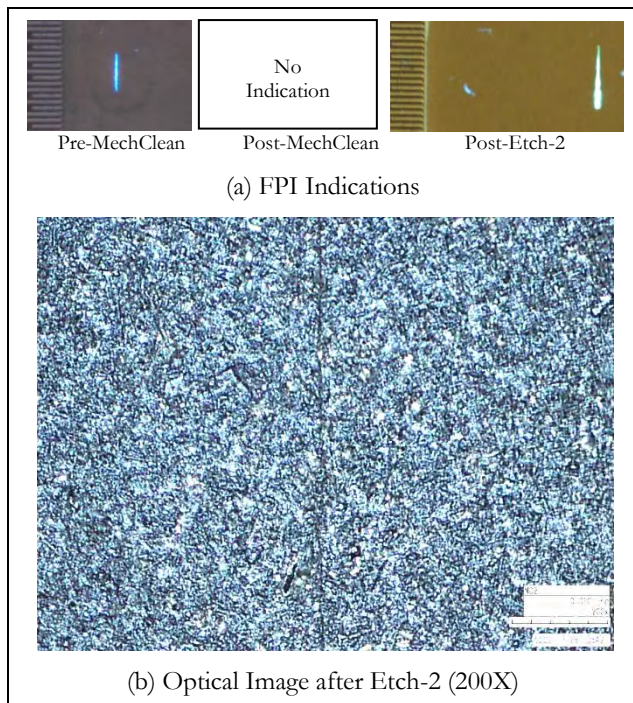 No
Indication
Pre-MechClean Post-MechClean Post-Etch-2
(a) FPI Indications
(b) Optical Image after Etch-2 (200X)